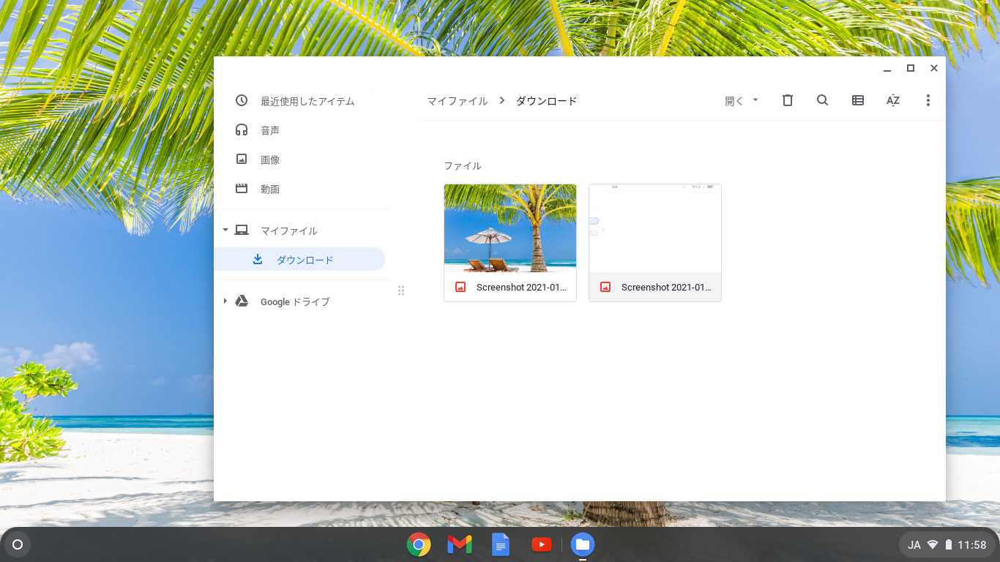 最近使用したアイテム
音声
画像
動画
マイファイル
ダウンロード
Google ドライブ
マイファイル
ダウンロード
開く
AZ
ファイル
Screenshot 2021-01...
Screenshot 2021-01...
JA
11:58